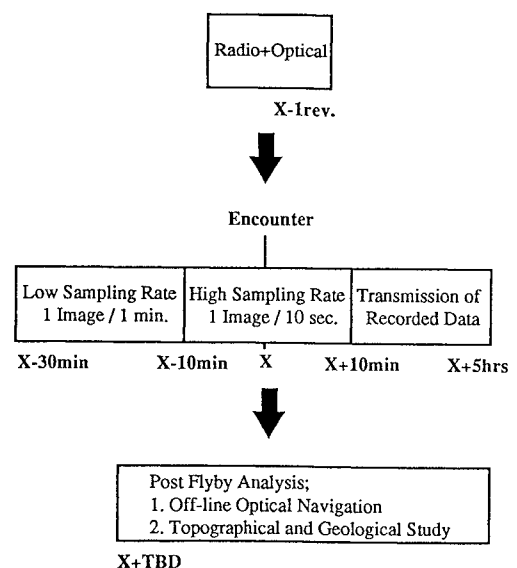 Radio+Optical
X-1rev.
Encounter
Low Sampling Rate
1 Image / 1 min.
High Sampling Rate
1 Image / 10 sec.
Transmission of
Recorded Data
X-30min
X-10min
X
X+10min
X+5hrs
Post Flyby Analysis;
1. Off-line Optical Navigation
2. Topographical and Geological Study
X+TBD